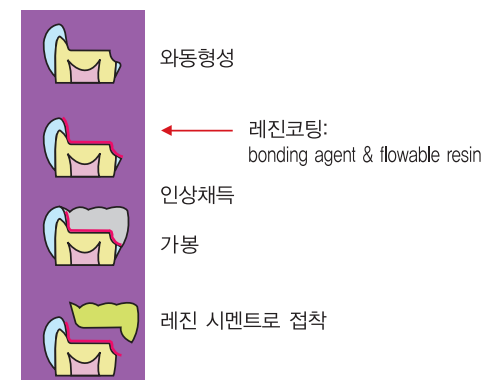 와동형성
레진코팅:
bonding agent & flowable resin
인상채득
가봉
레진 시멘트로 접착